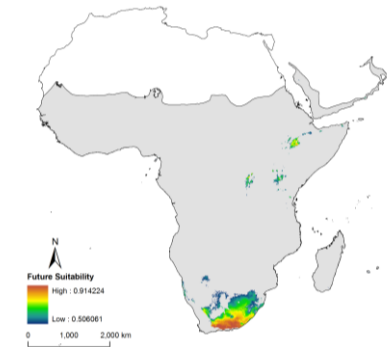 N
Future Suitability
High : 0.914224
Low : 0.506061
0 1,000 2,000 km